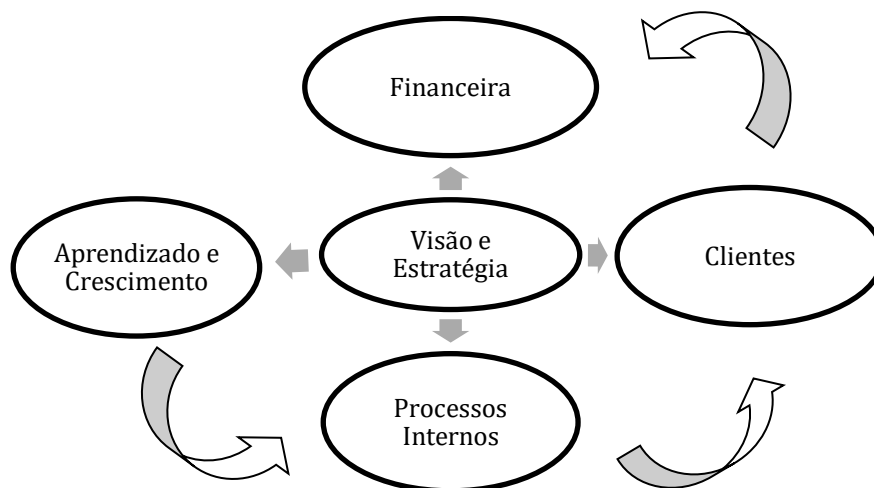 Financeira
Aprendizado e
Crescimento
Visão e
Estratégia
Clientes
Processos
Internos